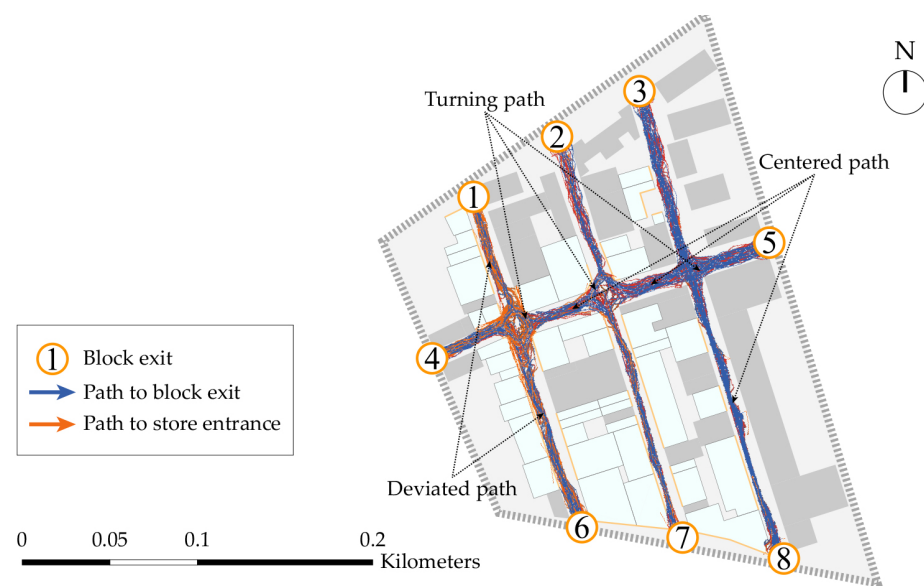 N
3
Turning path
2
Centered path
1
5
4
1 Block exit
Path to block exit
Path to store entrance
Deviated path
6
7
8
0 0.05 0.1 0.2
Kilometers